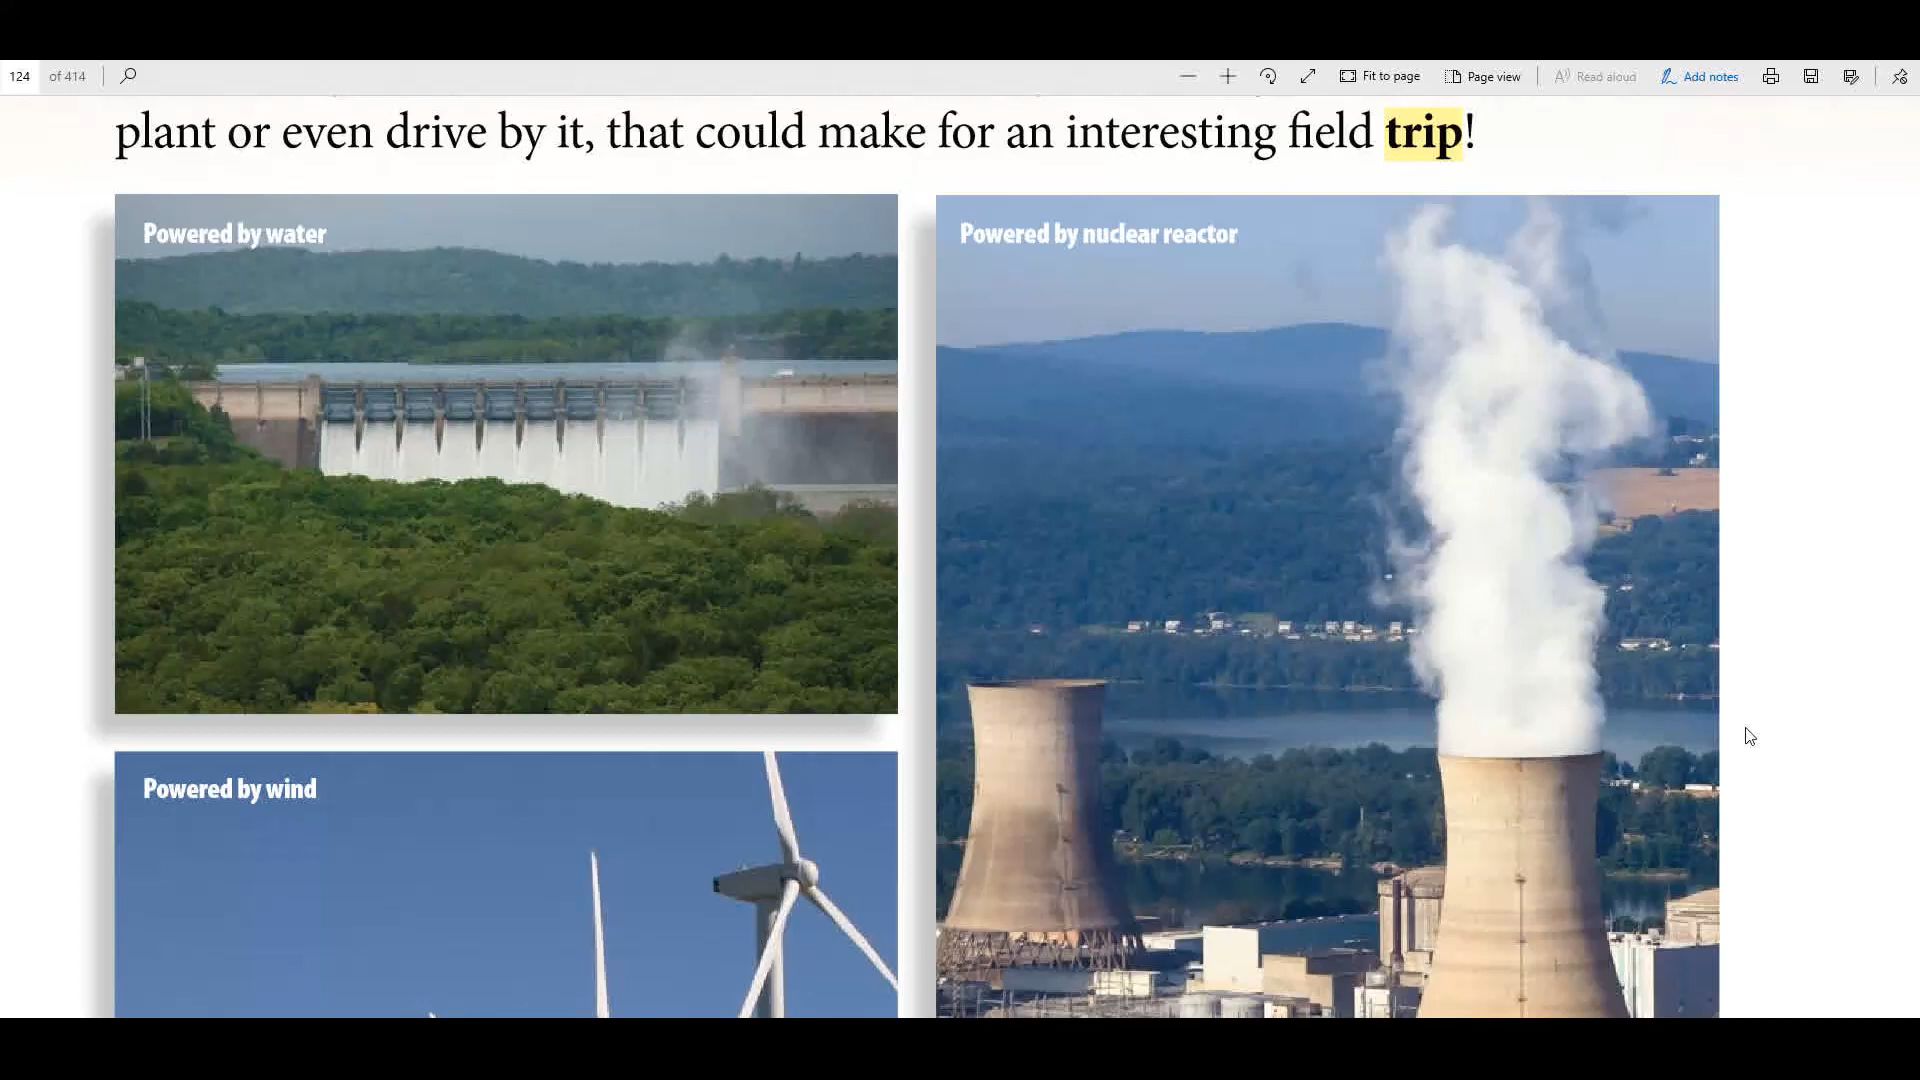 124 of 414
Fit to page
Page view
Read aloud
Add notes
plant or even drive by it, that could make for an interesting field trip!
Powered by water
Powered by nuclear reactor
Powered by wind